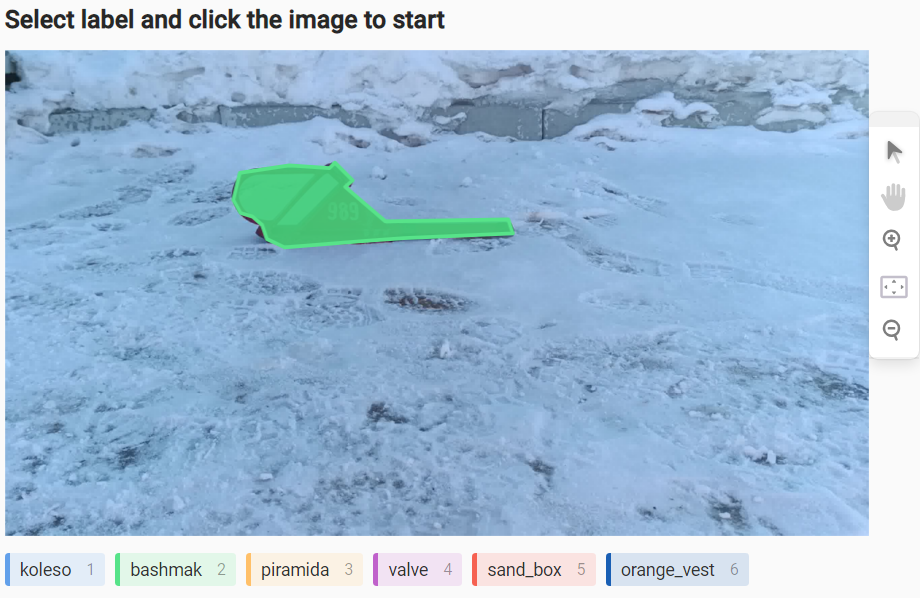 Select label and click the image to start
983
koleso 1
bashmak 2
piramida 3
valve 4
sand_box 5
orange_vest 6